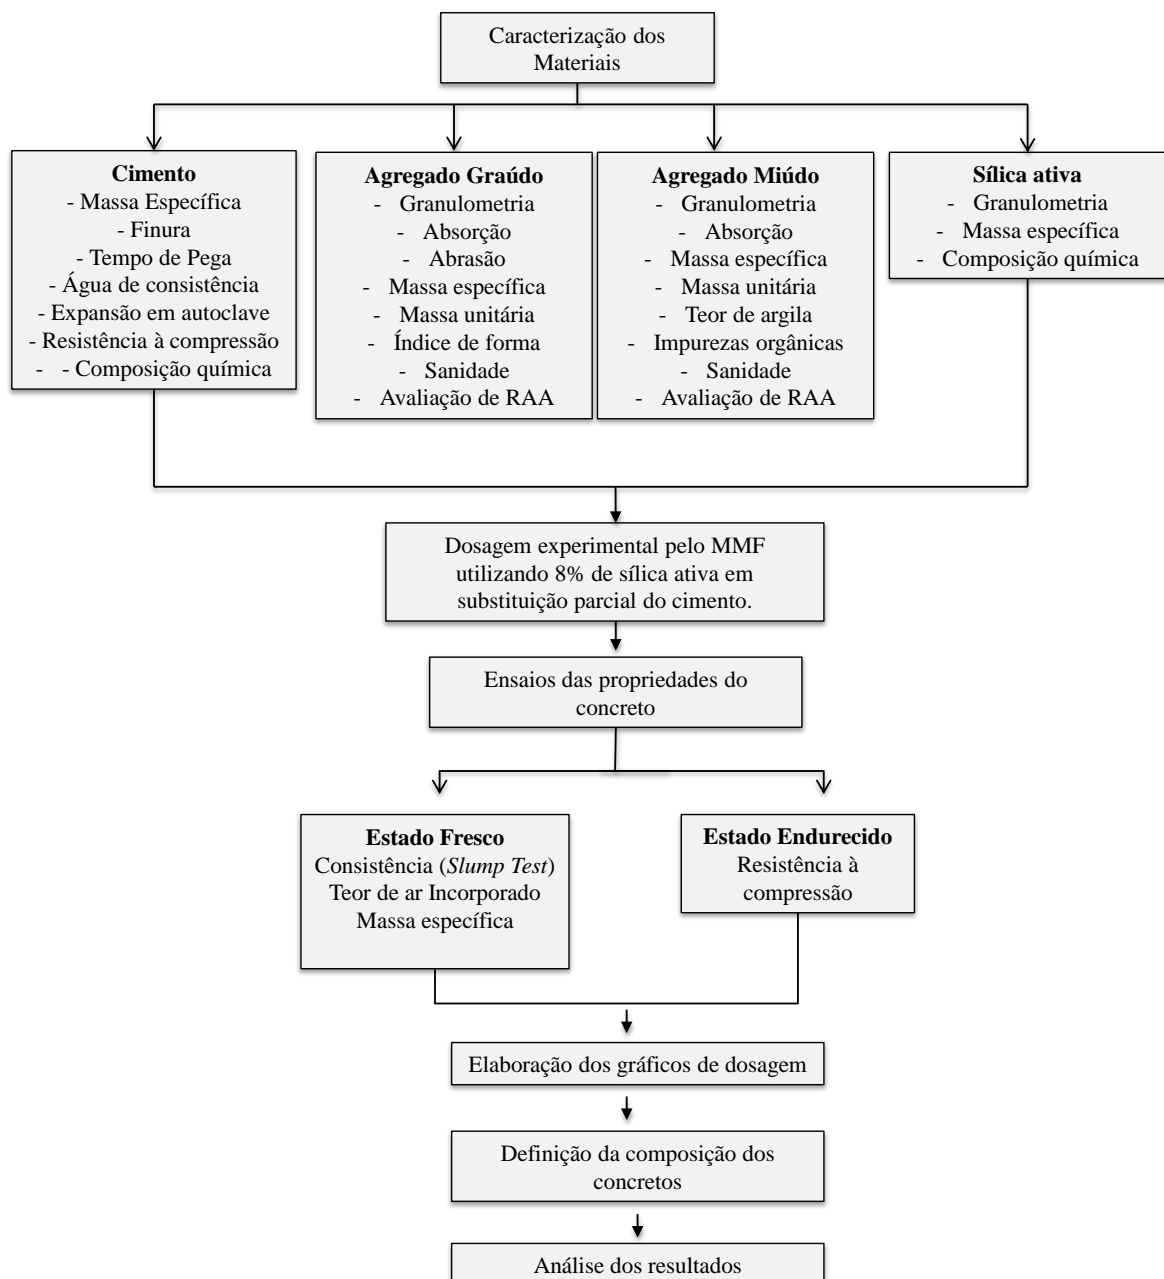 Caracterização dos
Materiais
Cimento
- Massa Específica
- Finura
- Tempo de Pega
- Água de consistência
- Expansão em autoclave
- Resistência à compressão
- - Composição química
Agregado Graúdo
- Granulometria
- Absorção
- Abrasão
- Massa específica
- Massa unitária
- Índice de forma
- Sanidade
- Avaliação de RAA
Agregado Miúdo
- Granulometria
- Absorção
- Massa específica
- Massa unitária
- Teor de argila
- Impurezas orgânicas
- Sanidade
- Avaliação de RAA
Sílica ativa
- Granulometria
- Massa específica
- Composição química
Dosagem experimental pelo MMF
utilizando 8% de sílica ativa em
substituição parcial do cimento.
Ensaios das propriedades do
concreto
Estado Fresco
Consistência (Slump Test)
Teor de ar Incorporado
Massa específica
Estado Endurecido
Resistência à
compressão
Elaboração dos gráficos de dosagem
Definição da composição dos
concretos
Análise dos resultados